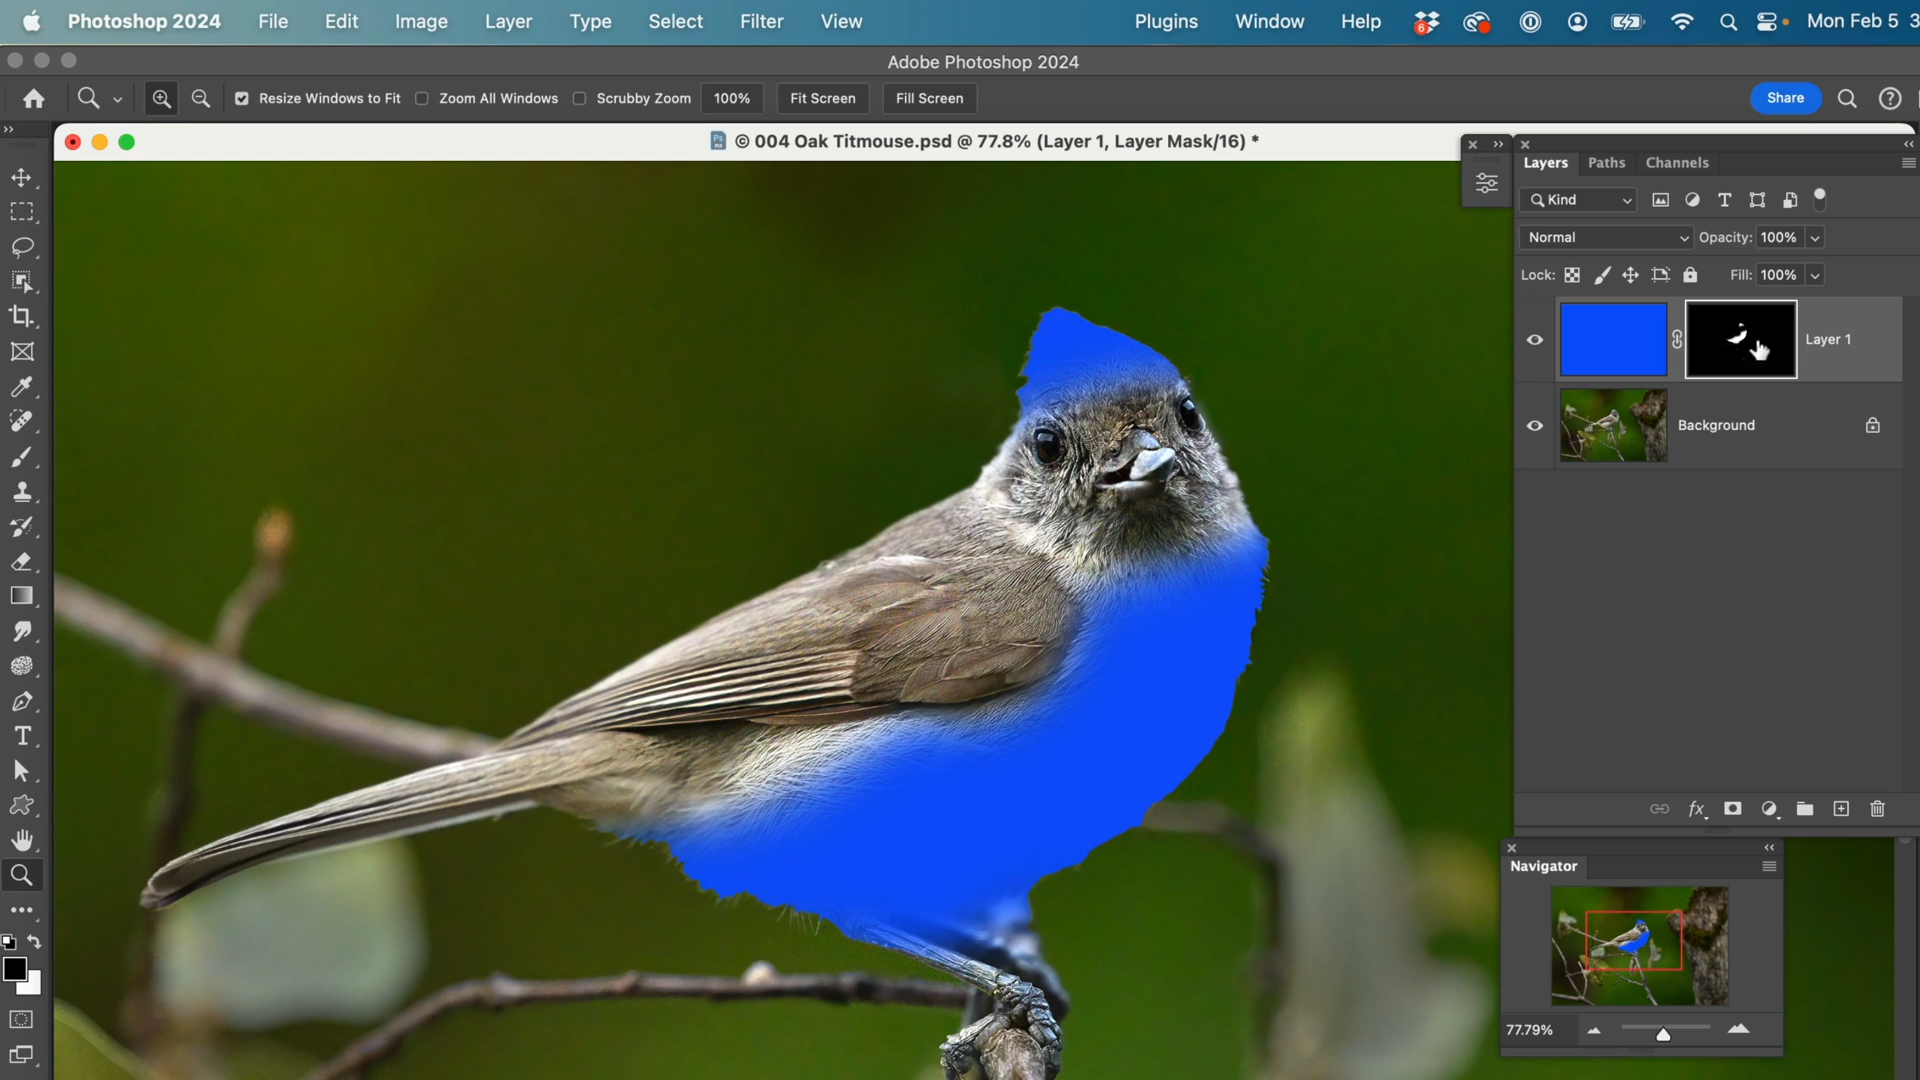 Photoshop 2024 File Edit Image Layer Type Select Filter View Plugins Window Help 6 Mon Feb 5 3
Adobe Photoshop 2024
Resize Windows to Fit Zoom All Windows Scrubby Zoom 100% Fit Screen Fill Screen Share
© 004 Oak Titmouse.psd @ 77.8% (Layer 1, Layer Mask/16) *
Layers Paths Channels
Kind
Normal Opacity: 100%
Lock: Fill: 100%
Layer 1
Background
fx
Navigator
77.79%